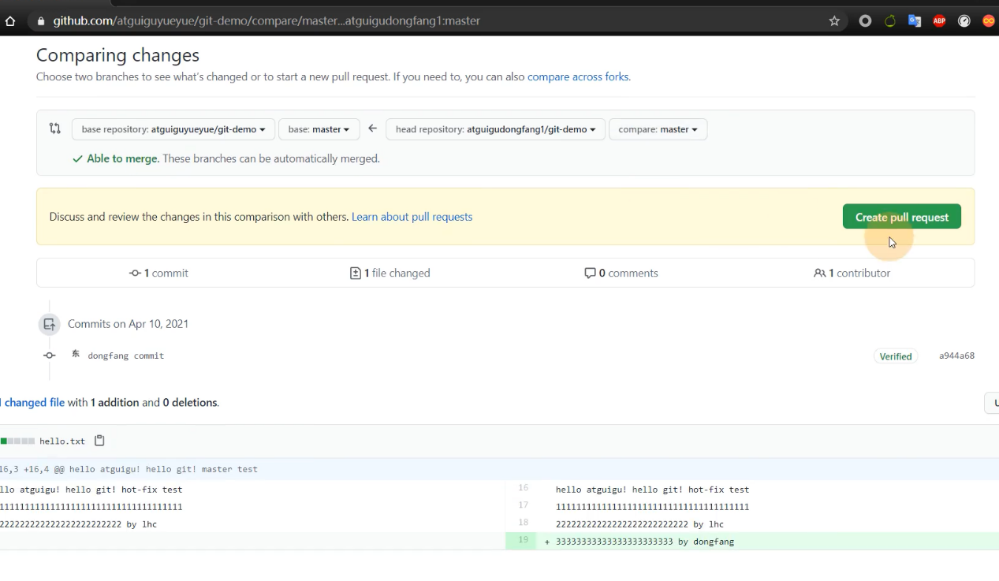 github.com/atguiguyueyue/git-demo/compare/master...atguigudongfang1:master
ABP
Comparing changes
Choose two branches to see what's changed or to start a new pull request. If you need to, you can also compare across forks.
base repository: atguiguyueyue/git-demo base: master head repository: atguigudongfang1/git-demo compare: master
Able to merge. These branches can be automatically merged.
Discuss and review the changes in this comparison with others. Learn about pull requests
Create pull request
1 commit 1 file changed 0 comments 1 contributor
Commits on Apr 10, 2021
东 dongfang commit Verified a944a68
1 changed file with 1 addition and 0 deletions.
hello.txt
16,3 +16,4 @@ hello atguigu! hello git! master test
llo atguigu! hello git! hot-fix test 16 hello atguigu! hello git! hot-fix test
17
222222222222222222222222 by lhc 18 22222222222222222222222222 by lhc
19 + 33333333333333333333333 by dongfang